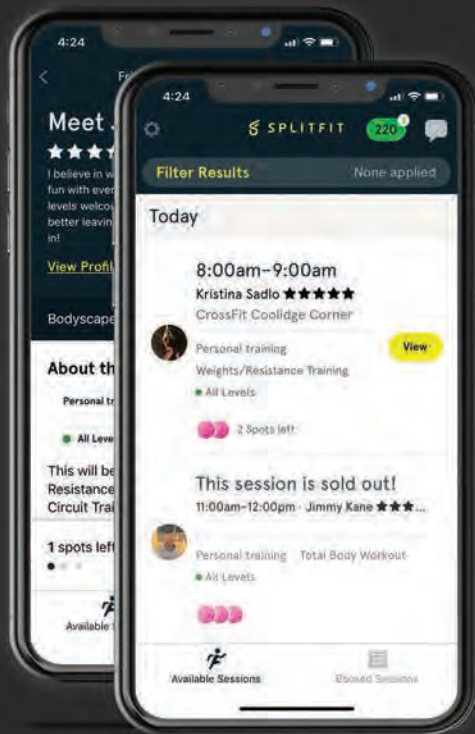 4:24
Meet
I believe in w
fun with ever
levels welco
better leavin
in!
View Profil
Bodyscape
About th
Personal tr
All Leve
This will be
Resistance
Circuit Trai
1 spots left
Available
4:24
SPLITFIT
220
Filter Results None applied
Today
8:00am–9:00am
Kristina Sadlo ★★★★★
CrossFit Coolidge Corner
Personal training
View
Weights/Resistance Training
All Levels
2 Spots left
This session is sold out!
11:00am–12:00pm · Jimmy Kane ★★★...
Personal training Total Body Workout
All Levels
Available Sessions Booked Sessions